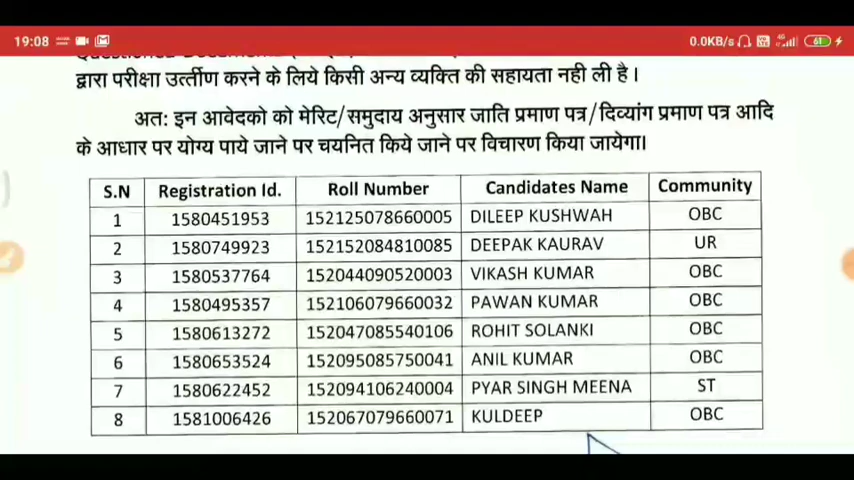 19:08 0.0KB/s 4G 61
द्वारा परीक्षा उर्त्तीण करने के लिये किसी अन्य व्यक्ति की सहायता नही ली है।
अतः इन आवेदको को मेरिट/समुदाय अनुसार जाति प्रमाण पत्र/दिव्यांग प्रमाण पत्र आदि
के आधार पर योग्य पाये जाने पर चयनित किये जाने पर विचारण किया जायेगा।
S.N Registration Id. Roll Number Candidates Name Community
1 1580451953 152125078660005 DILEEP KUSHWAH OBC
2 1580749923 152152084810085 DEEPAK KAURAV UR
3 1580537764 152044090520003 VIKASH KUMAR OBC
4 1580495357 152106079660032 PAWAN KUMAR OBC
5 1580613272 152047085540106 ROHIT SOLANKI OBC
6 1580653524 152095085750041 ANIL KUMAR OBC
7 1580622452 152094106240004 PYAR SINGH MEENA ST
8 1581006426 152067079660071 KULDEEP OBC